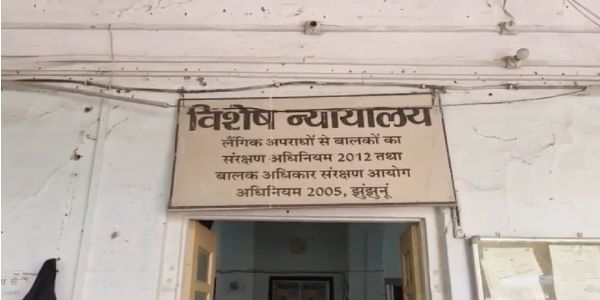 विशेष न्यायालय
लैंगिक अपराधों से बालकों का
संरक्षण अधिनियम 2012 तथा
बालक अधिकार संरक्षण आयोग
अधिनियम 2005, झुंझुनूं